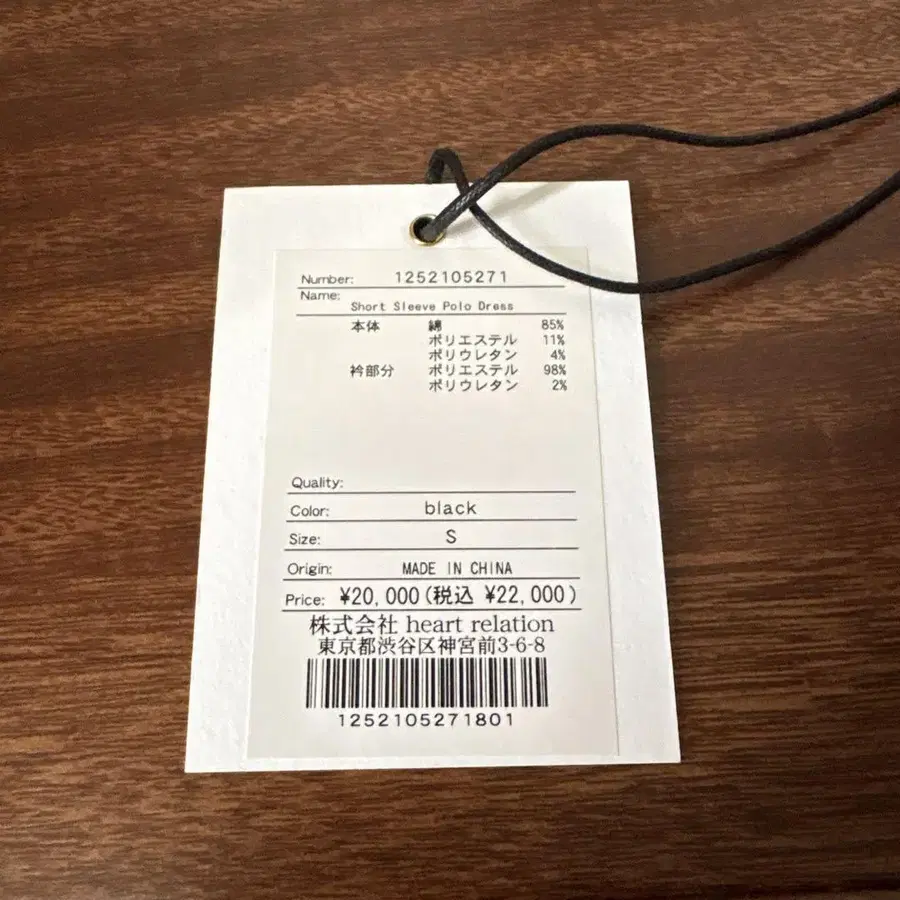 Number: 1252105271
Name:
Short Sleeve Polo Dress
本体 綿 85%
ポリエステル 11%
ポリウレタン 4%
衿部分 ポリエステル 98%
ポリウレタン 2%
Quality:
Color: black
Size: S
Origin: MADE IN CHINA
Price: ¥20,000(税込 ¥22,000)
株式会社 heart relation
東京都渋谷区神宮前3-6-8
1252105271801